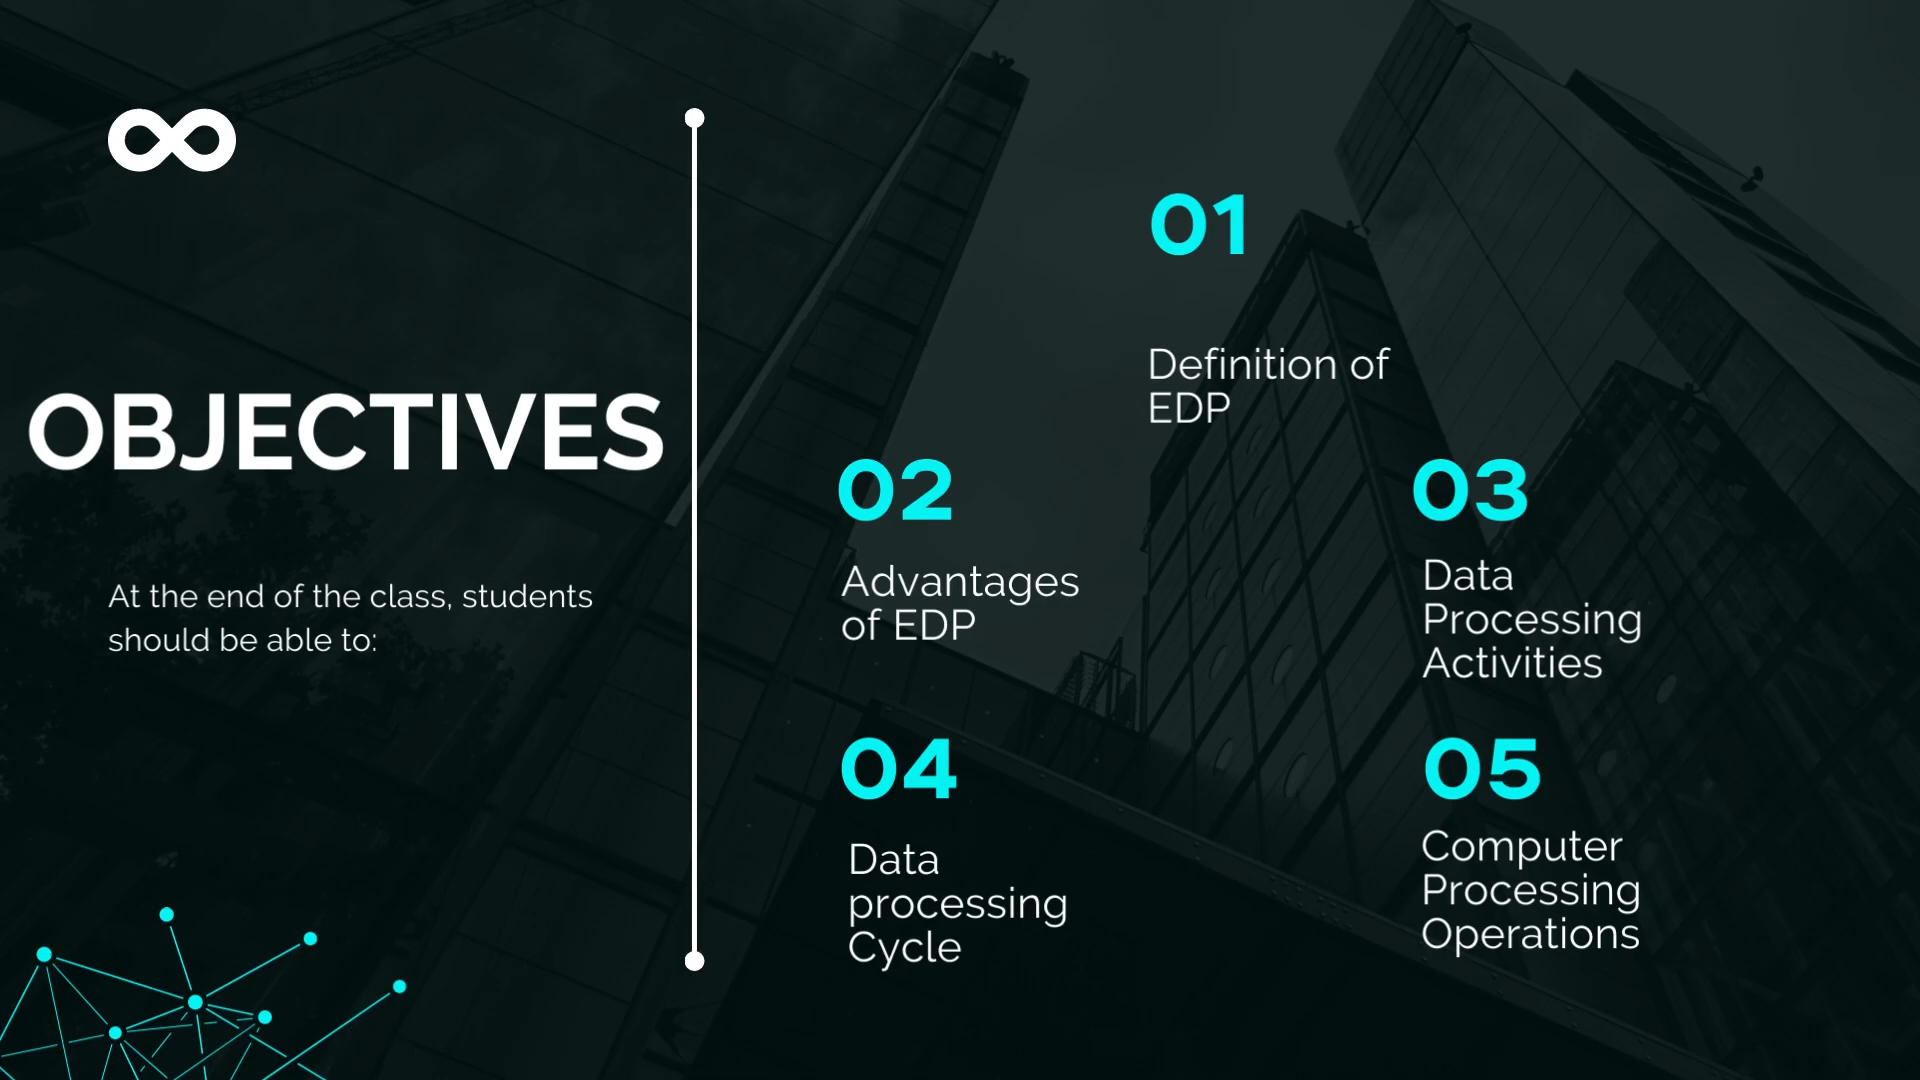 OBJECTIVES
At the end of the class, students
should be able to:
01
Definition of
EDP
02
Advantages
of EDP
03
Data
Processing
Activities
04
Data
processing
Cycle
05
Computer
Processing
Operations